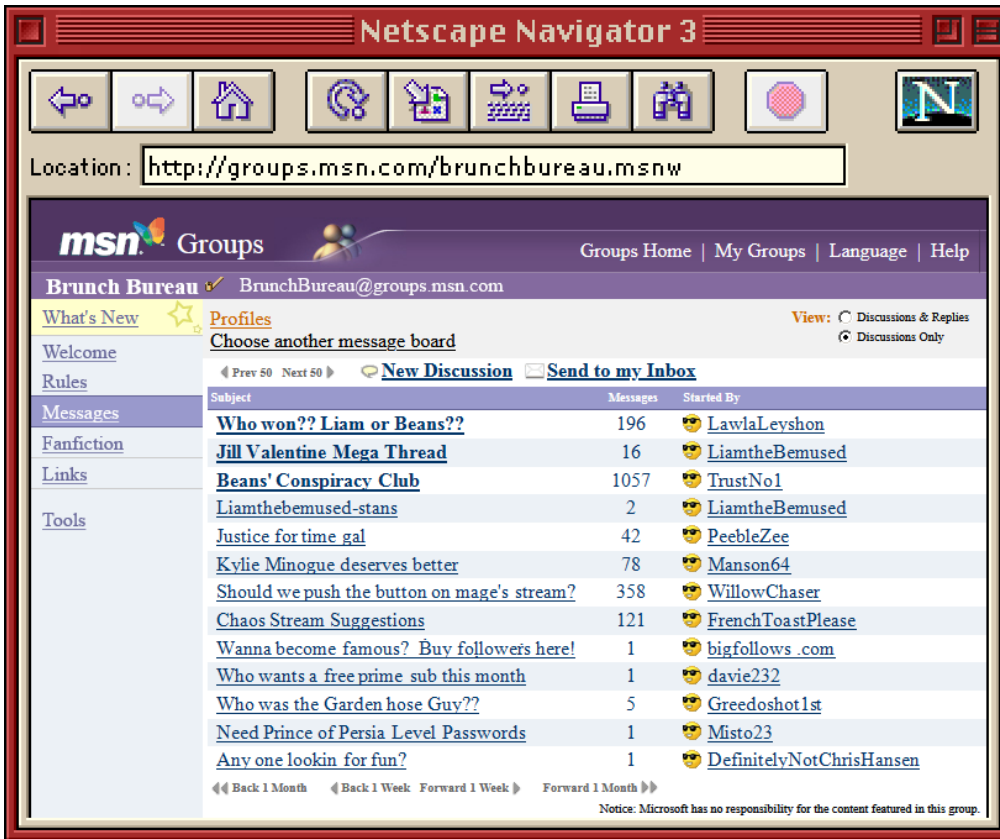 Netscape Navigator 3
N
Location: http://groups.msn.com/brunchbureau.msnw
msn Groups
Groups Home | My Groups | Language | Help
Brunch Bureau BrunchBureau@groups.msn.com
What's New
Profiles
View: Discussions & Replies
Choose another message board
Discussions Only
Welcome
Prev 50 Next 50 New Discussion Send to my Inbox
Rules
Subject Messages Started By
Messages
Who won?? Liam or Beans?? 196 LawlaLeyshon
Fanfiction
Jill Valentine Mega Thread 16 LiamtheBemused
Links
Beans' Conspiracy Club 1057 TrustNo1
Liamthebemused-stans 2 LiamtheBemused
Tools
Justice for time gal 42 PeebleZee
Kylie Minogue deserves better 78 Manson64
Should we push the button on mage's stream? 358 WillowChaser
Chaos Stream Suggestions 121 FrenchToastPlease
Wanna become famous? Buy followers here! 1 bigfollows .com
Who wants a free prime sub this month 1 davie232
Who was the Garden hose Guy?? 5 Greedoshot1st
Need Prince of Persia Level Passwords 1 Misto23
Any one lookin for fun? 1 DefinitelyNotChrisHansen
Back 1 Month Back 1 Week Forward 1 Week Forward 1 Month
Notice: Microsoft has no responsibility for the content featured in this group.